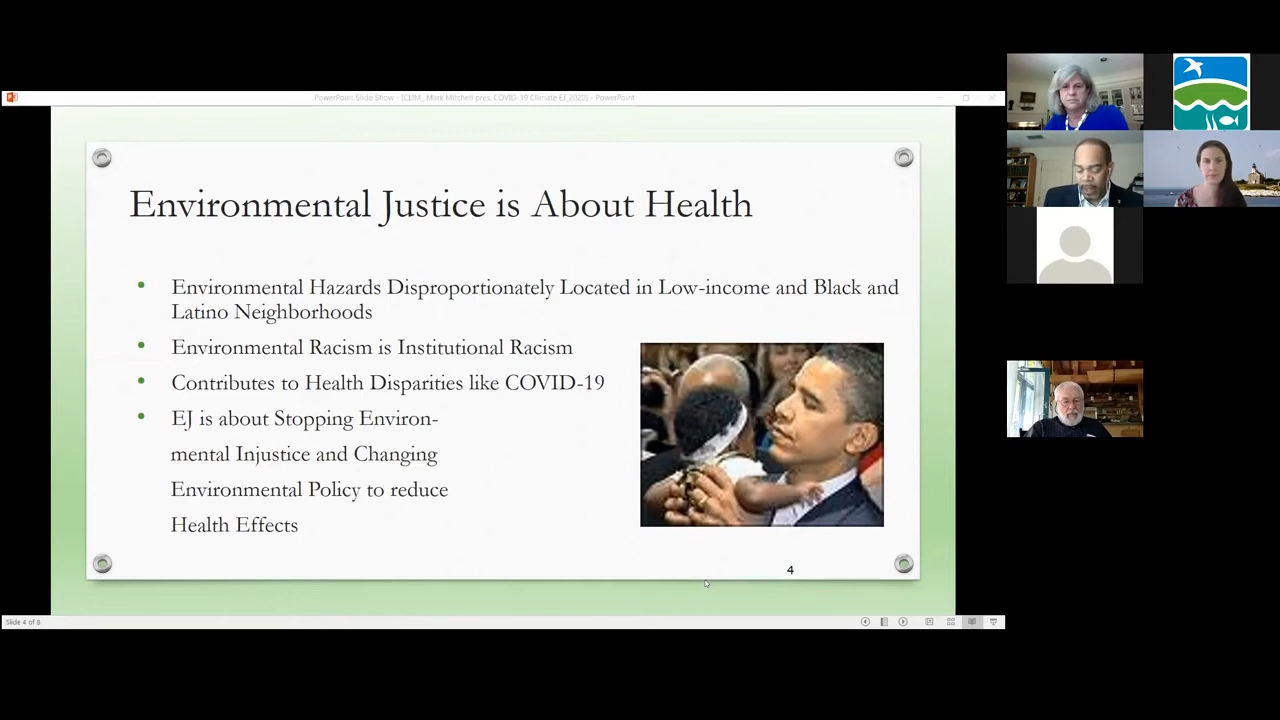 PowerPoint Slide Show - [CLIM_ Mark Mitchell pres. COVID-19 Climate EJ_2020] - PowerPoint
Environmental Justice is About Health
• Environmental Hazards Disproportionately Located in Low-income and Black and
Latino Neighborhoods
• Environmental Racism is Institutional Racism
• Contributes to Health Disparities like COVID-19
• EJ is about Stopping Environ-
mental Injustice and Changing
Environmental Policy to reduce
Health Effects
4
Slide 4 of 6